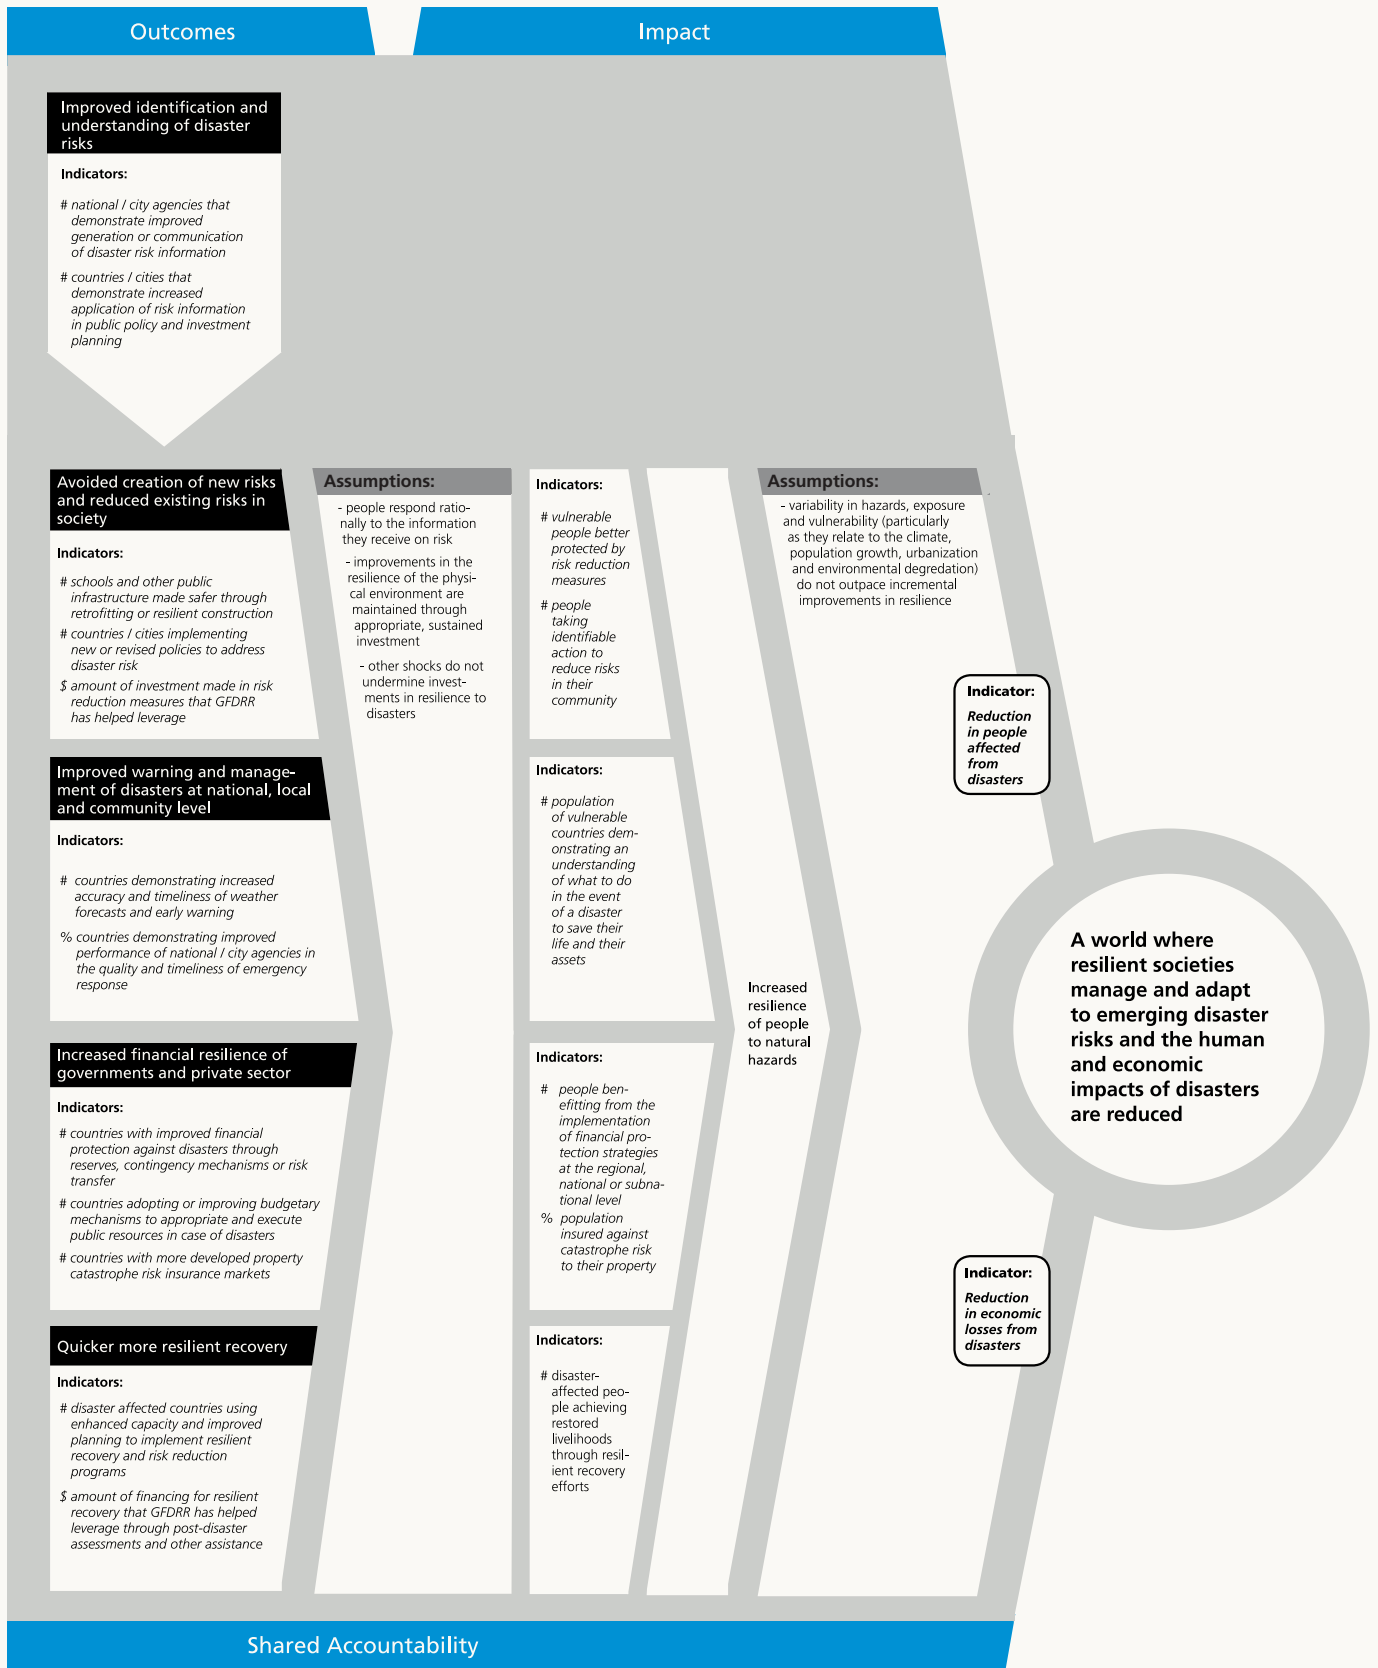 Outcomes
Impact
Improved identification and
understanding of disaster
risks
Indicators:
# national / city agencies that
demonstrate improved
generation or communication
of disaster risk information
# countries / cities that
demonstrate increased
application of risk information
in public policy and investment
planning
Avoided creation of new risks
and reduced existing risks in
society
Indicators:
# schools and other public
infrastructure made safer through
retrofitting or resilient construction
# countries / cities implementing
new or revised policies to address
disaster risk
$ amount of investment made in risk
reduction measures that GFDRR
has helped leverage
Improved warning and manage-
ment of disasters at national, local
and community level
Indicators:
# countries demonstrating increased
accuracy and timeliness of weather
forecasts and early warning
% countries demonstrating improved
performance of national / city agencies in
the quality and timeliness of emergency
response
Increased financial resilience of
governments and private sector
Indicators:
# countries with improved financial
protection against disasters through
reserves, contingency mechanisms or risk
transfer
# countries adopting or improving budgetary
mechanisms to appropriate and execute
public resources in case of disasters
# countries with more developed property
catastrophe risk insurance markets
Quicker more resilient recovery
Indicators:
# disaster affected countries using
enhanced capacity and improved
planning to implement resilient
recovery and risk reduction
programs
$ amount of financing for resilient
recovery that GFDRR has helped
leverage through post-disaster
assessments and other assistance
Assumptions:
- people respond ratio-
nally to the information
they receive on risk
- improvements in the
resilience of the physi-
cal environment are
maintained through
appropriate, sustained
investment
- other shocks do not
undermine invest-
ments in resilience to
disasters
Indicators:
# vulnerable
people better
protected by
risk reduction
measures
# people
taking
identifiable
action to
reduce risks
in their
community
Indicators:
# population
of vulnerable
countries dem-
onstrating an
understanding
of what to do
in the event
of a disaster
to save their
life and their
assets
Indicators:
# people ben-
efitting from the
implementation
of financial pro-
tection strategies
at the regional,
national or subna-
tional level
% population
insured against
catastrophe risk
to their property
Indicators:
# disaster-
affected peo-
ple achieving
restored
livelihoods
through resil-
ient recovery
efforts
Increased
resilience
of people
to natural
hazards
Assumptions:
- variability in hazards, exposure
and vulnerability (particularly
as they relate to the climate,
population growth, urbanization
and environmental degredation)
do not outpace incremental
improvements in resilience
Indicator:
Reduction
in people
affected
from
disasters
A world where
resilient societies
manage and adapt
to emerging disaster
risks and the human
and economic
impacts of disasters
are reduced
Indicator:
Reduction
in economic
losses from
disasters
Shared Accountability